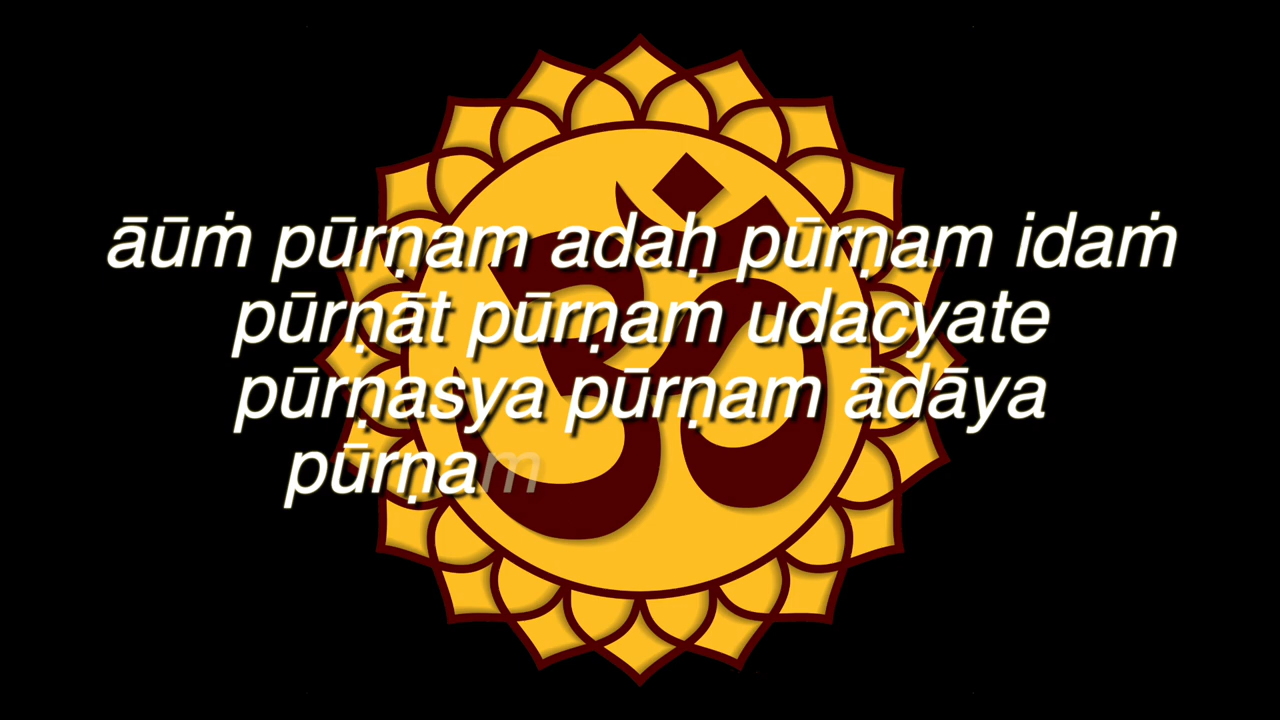 āūṁ pūrṇam adaḥ pūrṇam idaṁ
pūrṇāt pūrṇam udacyate
pūrṇasya pūrṇam ādāya
pūrṇam
ॐ